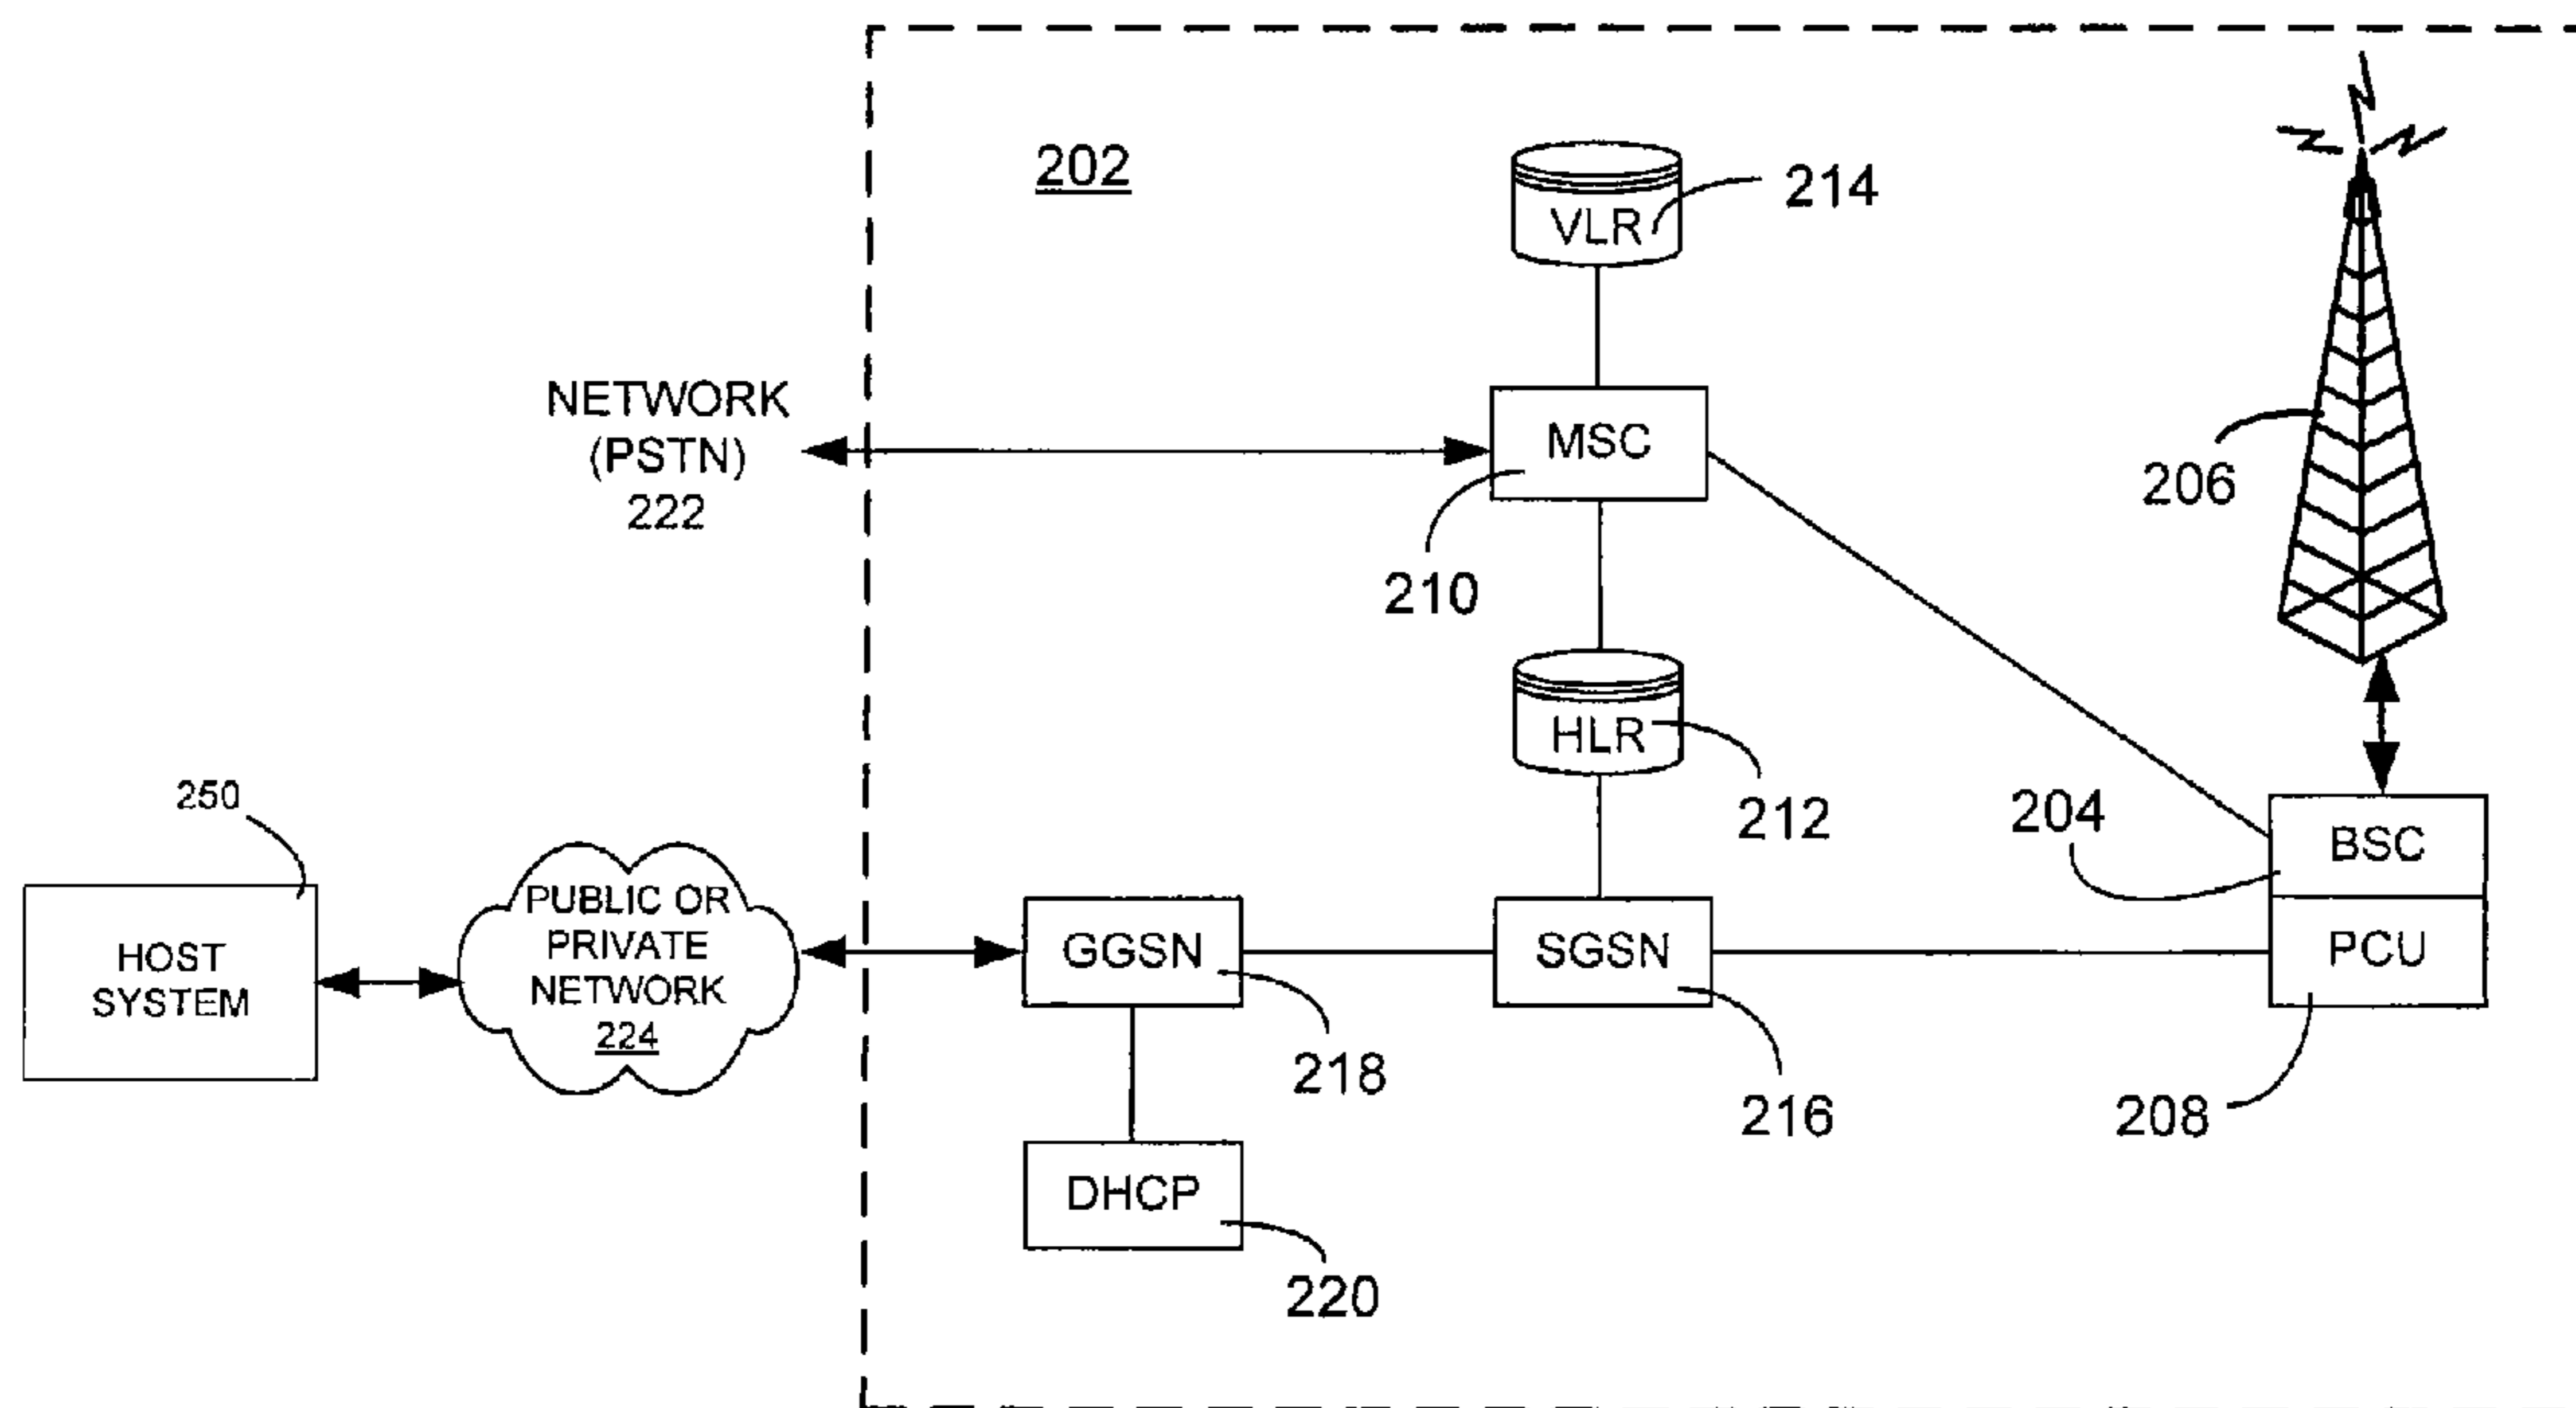 202
VLR
214
NETWORK
(PSTN)
222
MSC
210
206
HLR
212
250
HOST
SYSTEM
PUBLIC OR
PRIVATE
NETWORK
224
GGSN
218
SGSN
216
204
BSC
PCU
208
DHCP
220